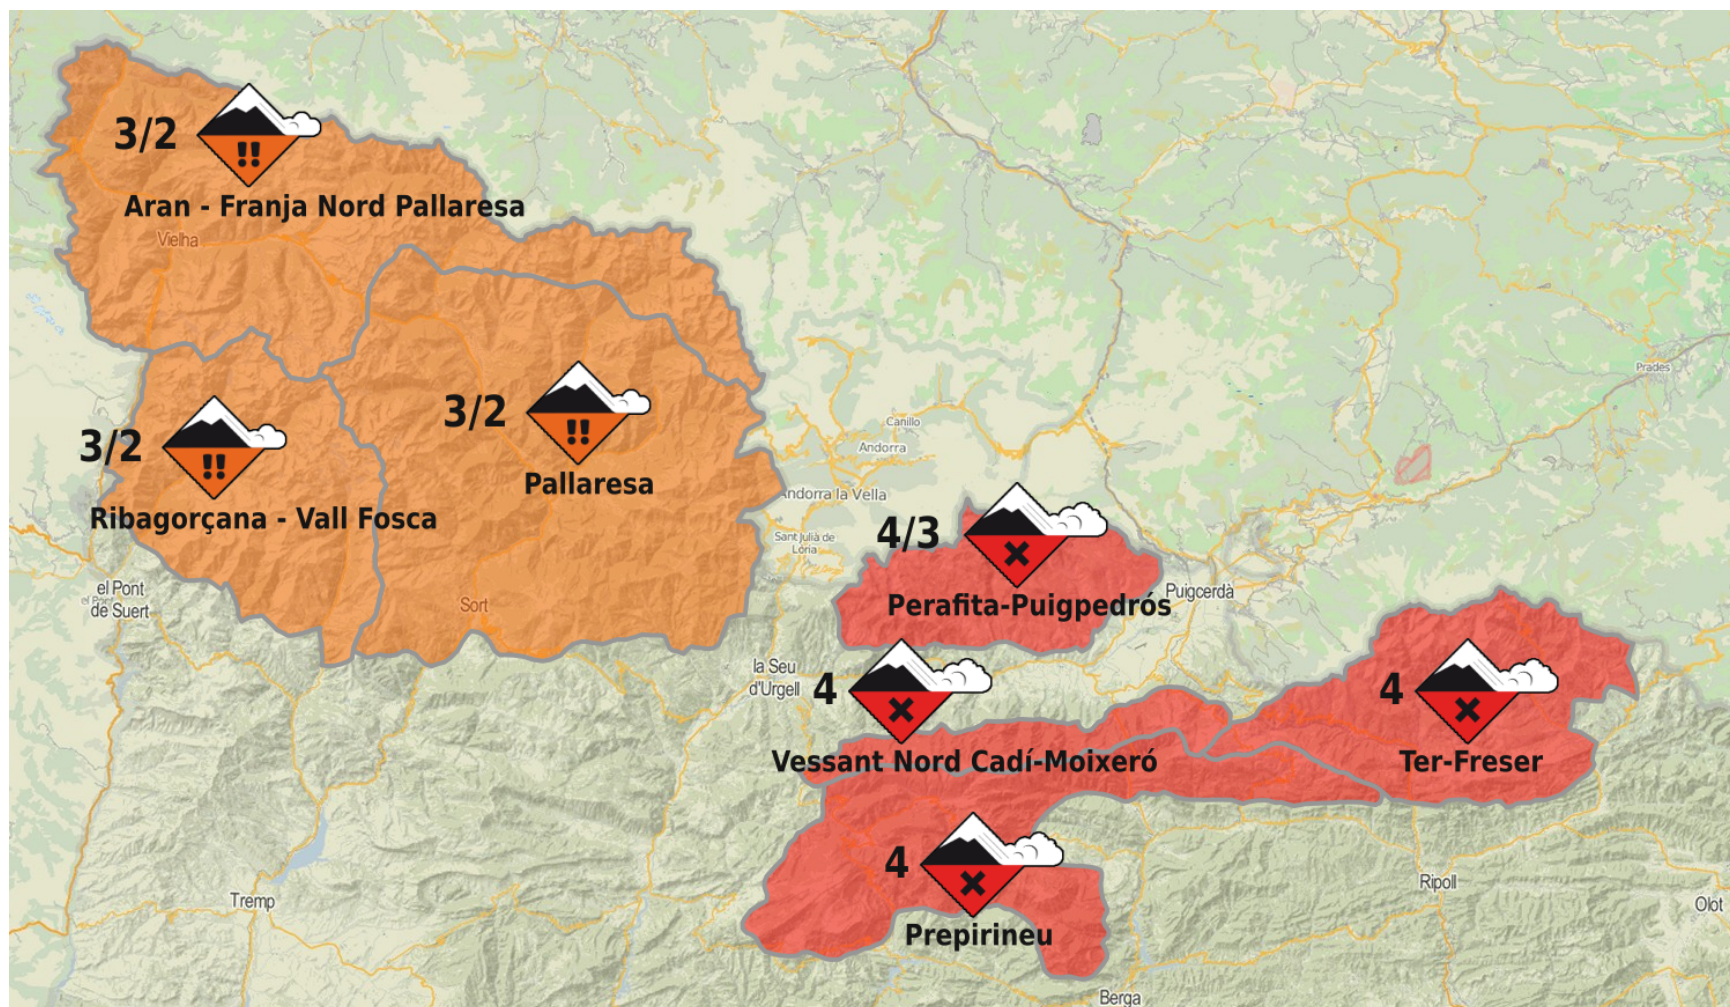 3/2
!!
Aran - Franja Nord Pallaresa
Vielha
3/2
!!
Pallaresa
3/2
!!
Ribagorçana - Vall Fosca
Prades
Canillo
Andorra
Andorra la Vella
Sant Julià de
Lòria
4/3
Perafita-Puigpedrós
Puigcerdà
el Pont
de Suert
Sort
la Seu
d'Urgell
4
Vessant Nord Cadí-Moixeró
4
Ter-Freser
4
Prepirineu
Tremp
Ripoll
Olot
Berga